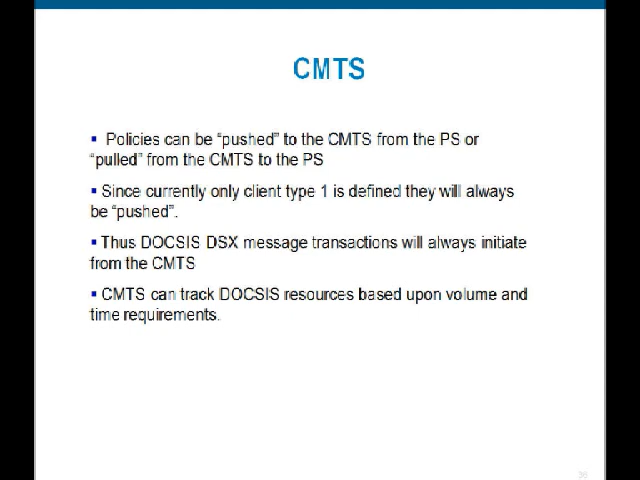 CMTS
▪ Policies can be “pushed” to the CMTS from the PS or
“pulled” from the CMTS to the PS
▪ Since currently only client type 1 is defined they will always
be “pushed”.
▪ Thus DOCSIS DSX message transactions will always initiate
from the CMTS
▪ CMTS can track DOCSIS resources based upon volume and
time requirements.